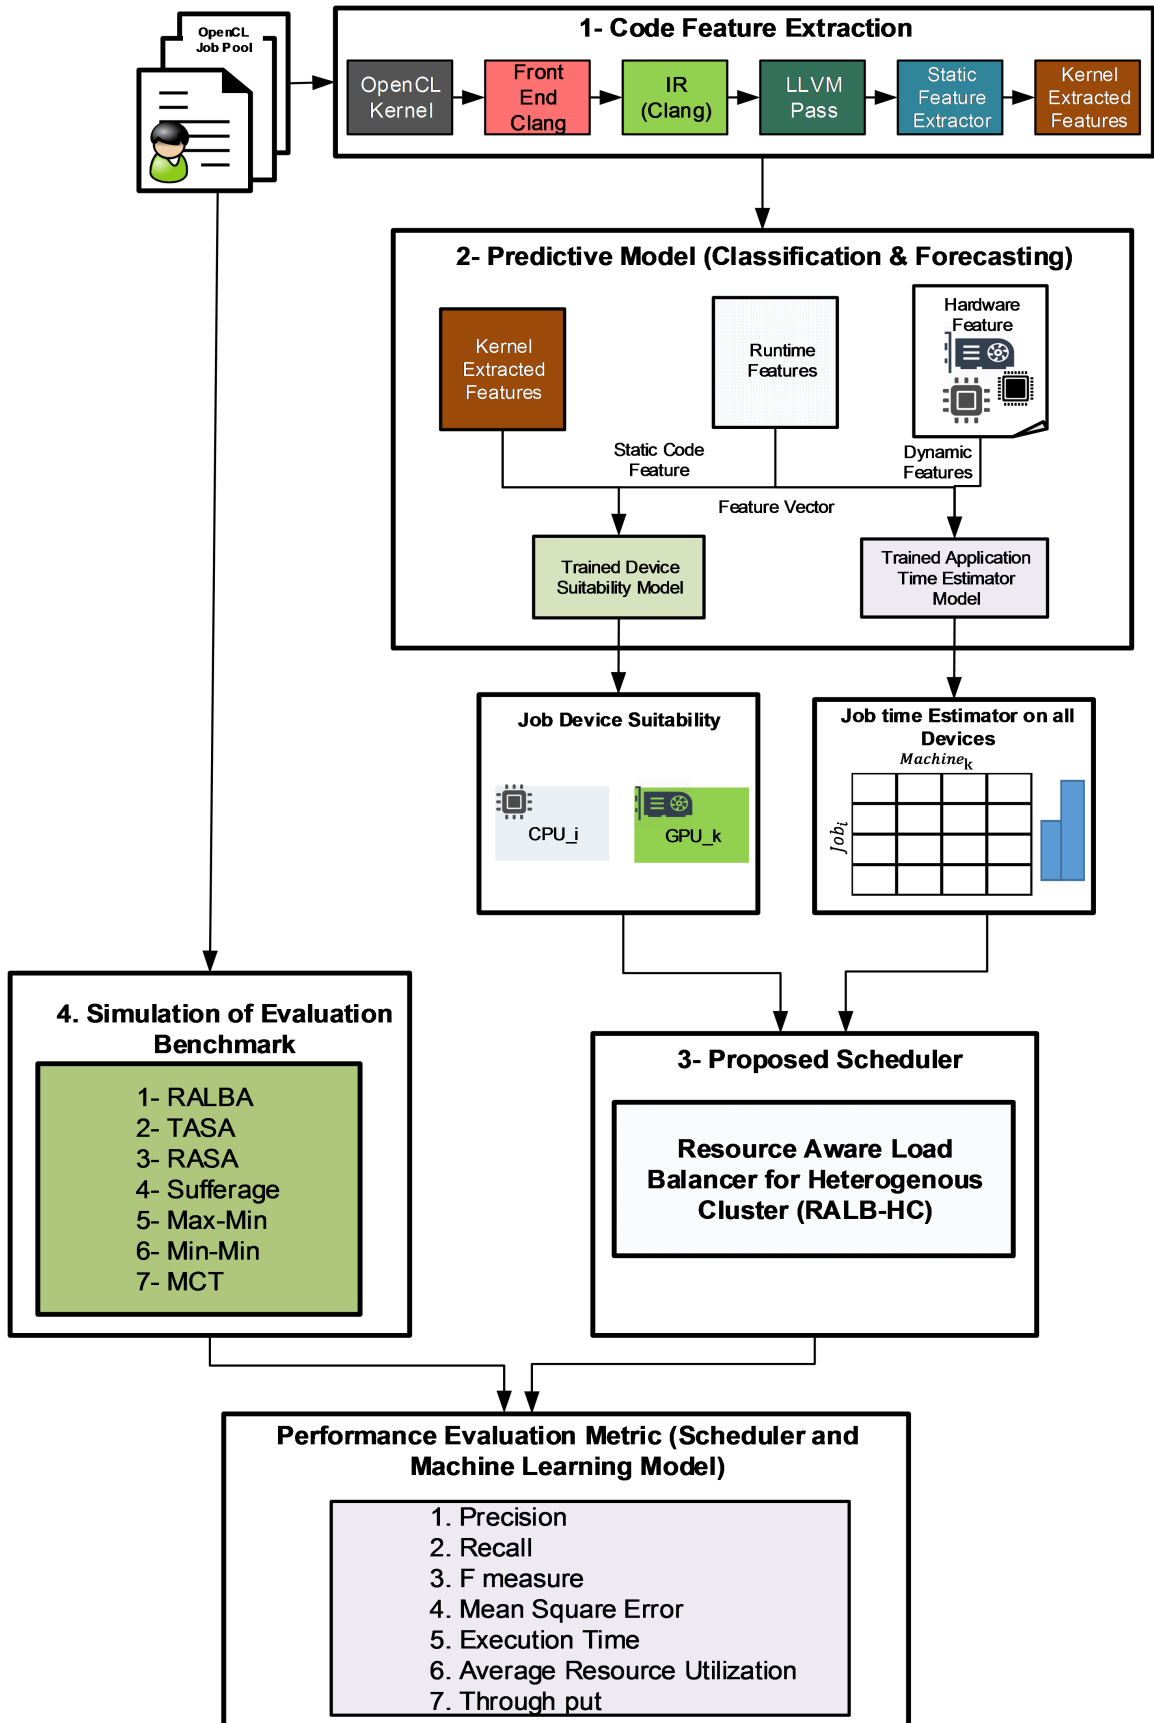 OpenCL
Job Pool
1- Code Feature Extraction
OpenCL
Kernel
Front
End
Clang
IR
(Clang)
LLVM
Pass
Static
Feature
Extractor
Kernel
Extracted
Features
2- Predictive Model (Classification & Forecasting)
Kernel
Extracted
Features
Runtime
Features
Hardware
Feature
Static Code
Feature
Dynamic
Features
Feature Vector
Trained Device
Suitability Model
Trained Application
Time Estimator
Model
Job Device Suitability
CPU_i
GPU_k
Job time Estimator on all
Devices
Machine_k
Job_i
4. Simulation of Evaluation
Benchmark
1- RALBA
2- TASA
3- RASA
4- Sufferage
5- Max-Min
6- Min-Min
7- MCT
3- Proposed Scheduler
Resource Aware Load
Balancer for Heterogenous
Cluster (RALB-HC)
Performance Evaluation Metric (Scheduler and
Machine Learning Model)
1. Precision
2. Recall
3. F measure
4. Mean Square Error
5. Execution Time
6. Average Resource Utilization
7. Through put